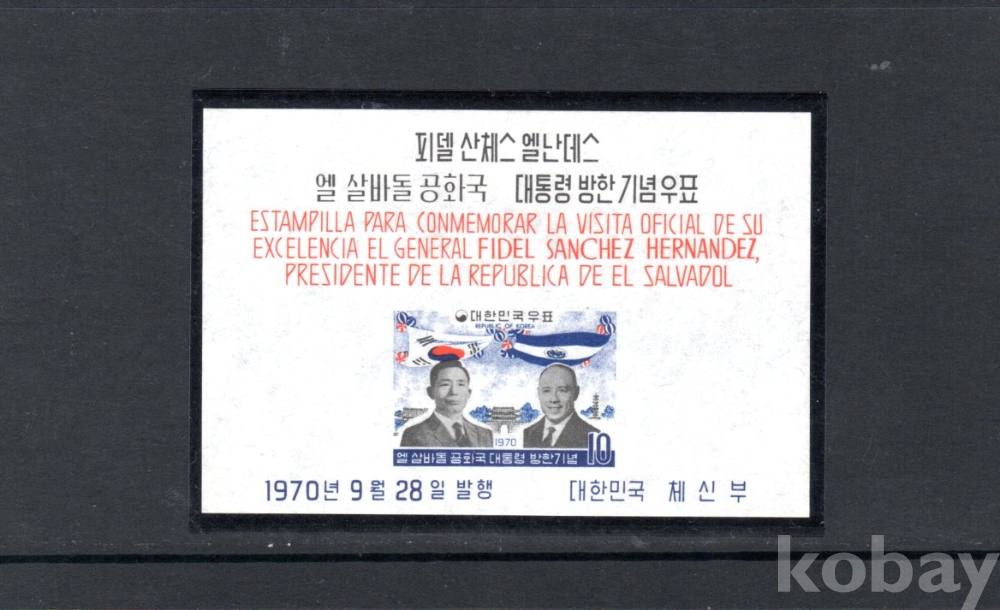 피델 산체스 엘난데스
엘 살바돌 공화국 대통령 방한기념우표
ESTAMPILLA PARA CONMEMORAR LA VISITA OFICIAL DE SU
EXCELENCIA EL GENERAL FIDEL SANCHEZ HERNANDEZ,
PRESIDENTE DE LA REPUBLICA DE EL SALVADOL
대한민국우표
REPUBLIC OF KOREA
1970
엘 살바돌 공화국 대통령 방한기념 10
1970년 9월 28일 발행 대한민국 체신부
kobay